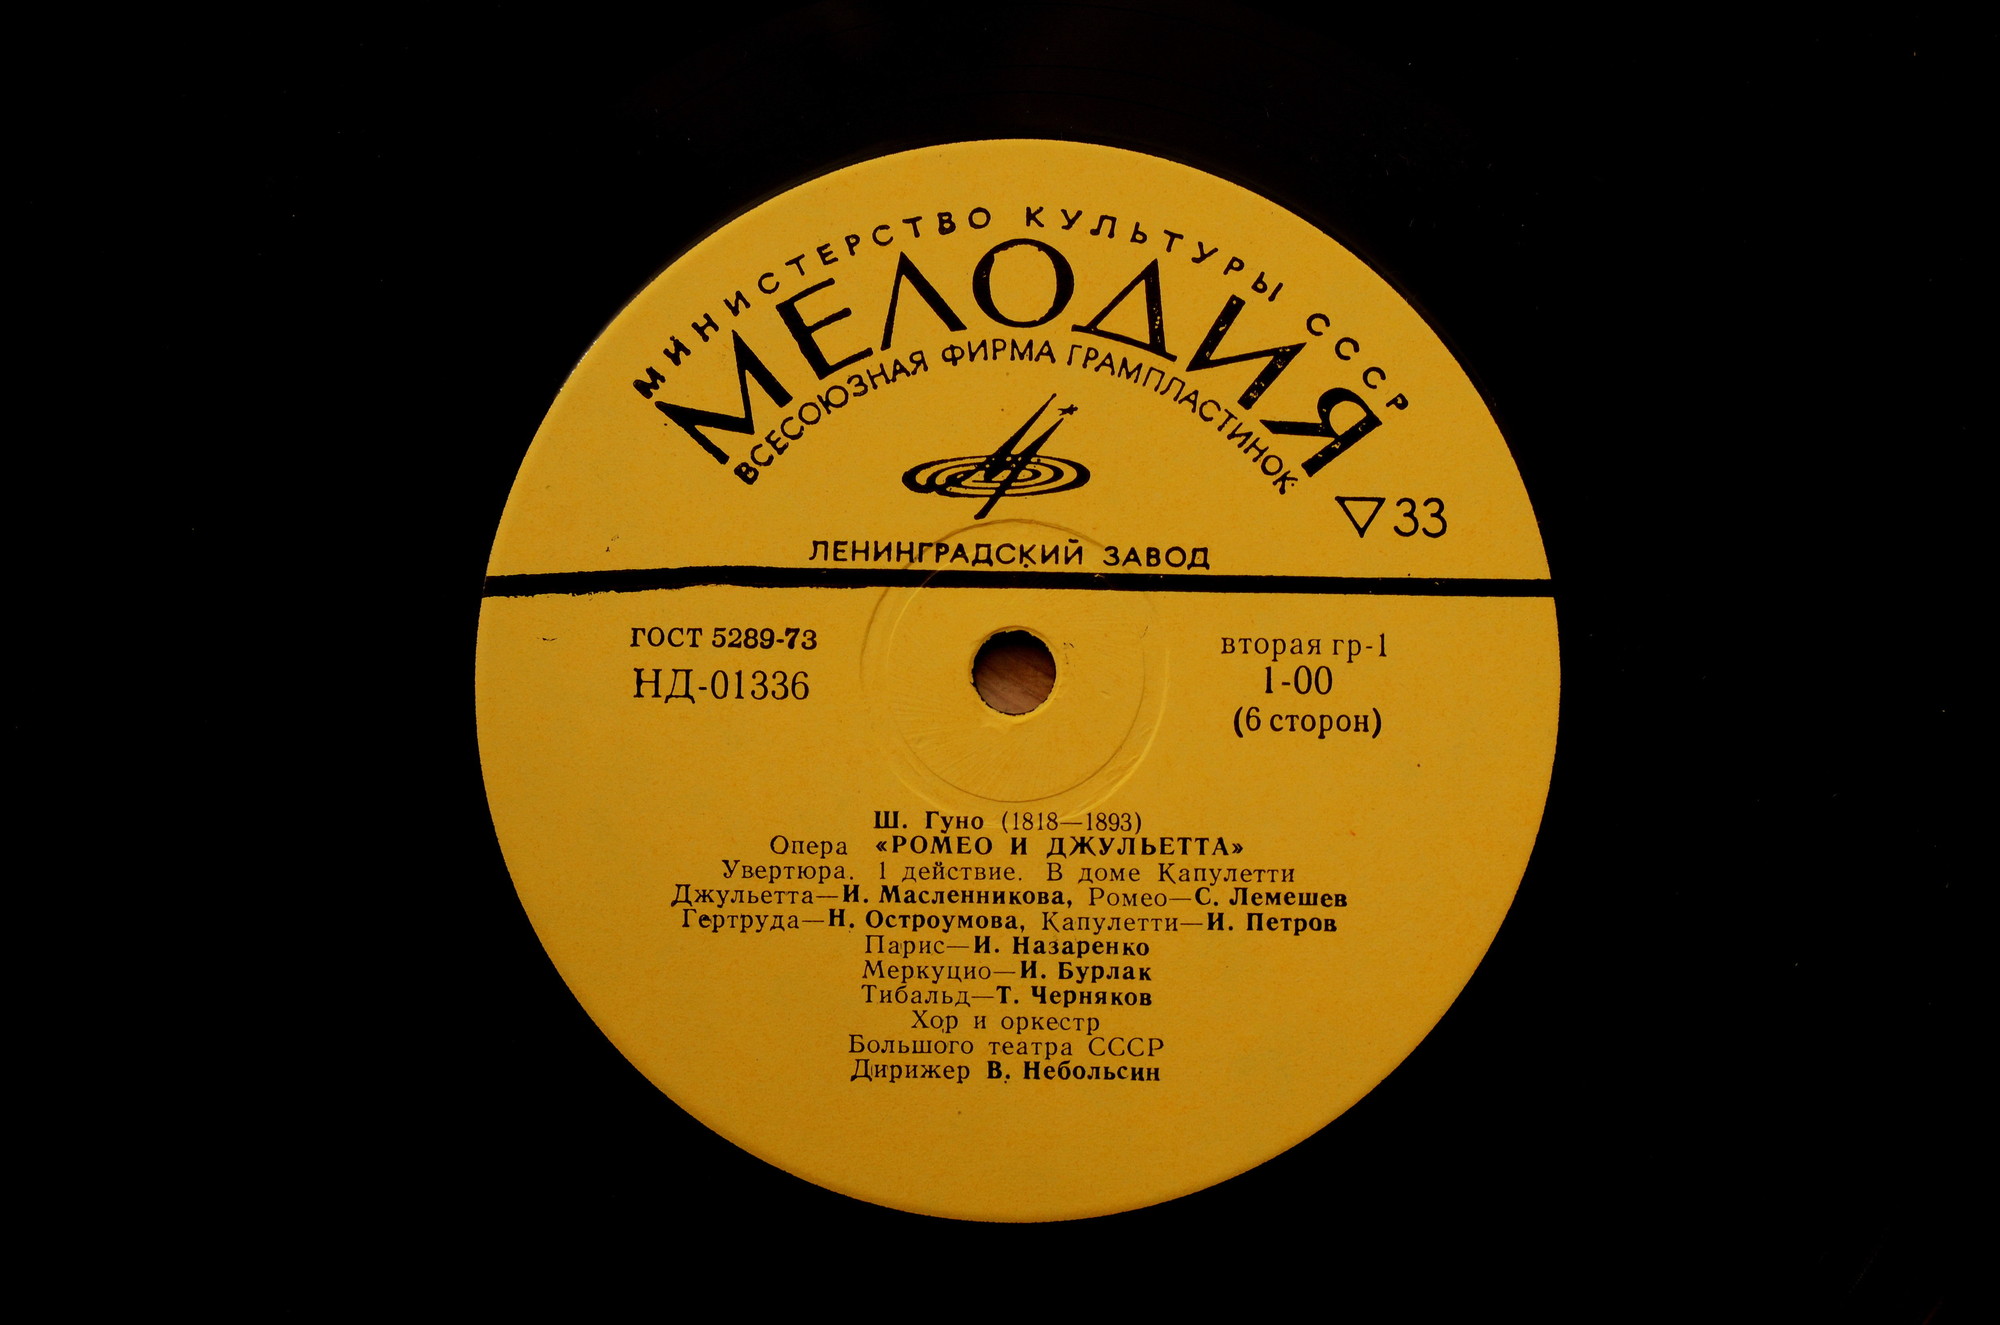 МИНИСТЕРСТВО КУЛЬТУРЫ СССР
МЕЛОДИЯ
ВСЕСОЮЗНАЯ ФИРМА ГРАМПЛАСТИНОК
▽33
ЛЕНИНГРАДСКИЙ ЗАВОД
ГОСТ 5289-73
НД-01336
вторая гр-1
1-00
(6 сторон)
Ш. Гуно (1818—1893)
Опера «РОМЕО И ДЖУЛЬЕТТА»
Увертюра. 1 действие. В доме Капулетти
Джульетта—И. Масленникова, Ромео—С. Лемешев
Гертруда—Н. Остроумова, Капулетти—И. Петров
Парис—И. Назаренко
Меркуцио—И. Бурлак
Тибальд—Т. Черняков
Хор и оркестр
Большого театра СССР
Дирижер В. Небольсин